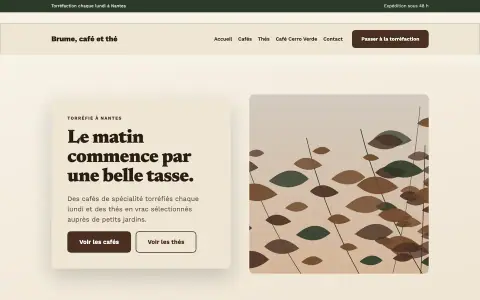 Torréfaction chaque lundi à Nantes
Expédition sous 48 h
Brume, café et thé
Accueil Cafés Thés Café Cerro Verde Contact
Passer à la torréfaction
TORRÉFIÉ À NANTES
Le matin
commence par
une belle tasse.
Des cafés de spécialité torréfiés chaque
lundi et des thés en vrac sélectionnés
auprès de petits jardins.
Voir les cafés
Voir les thés